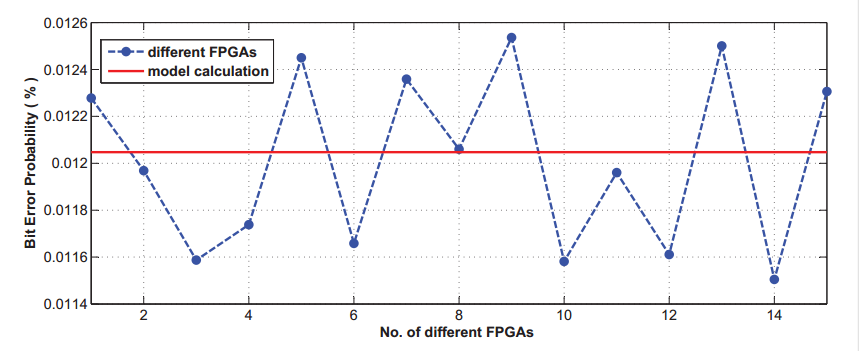 0.0126
0.0124
0.0122
0.012
0.0118
0.0116
0.0114
Bit Error Probability ( % )
different FPGAs
model calculation
2 4 6 8 10 12 14
No. of different FPGAs